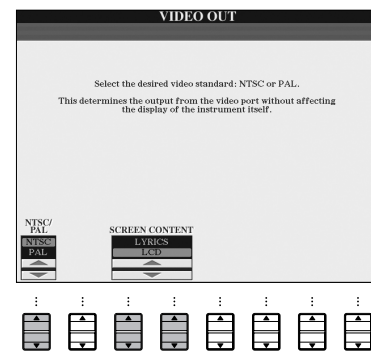 VIDEO OUT
Select the desired video standard: NTSC or PAL.
This determines the output from the video port without affecting
the display of the instrument itself.
NTSC/
PAL
NTSC
PAL
SCREEN CONTENT
LYRICS
LCD